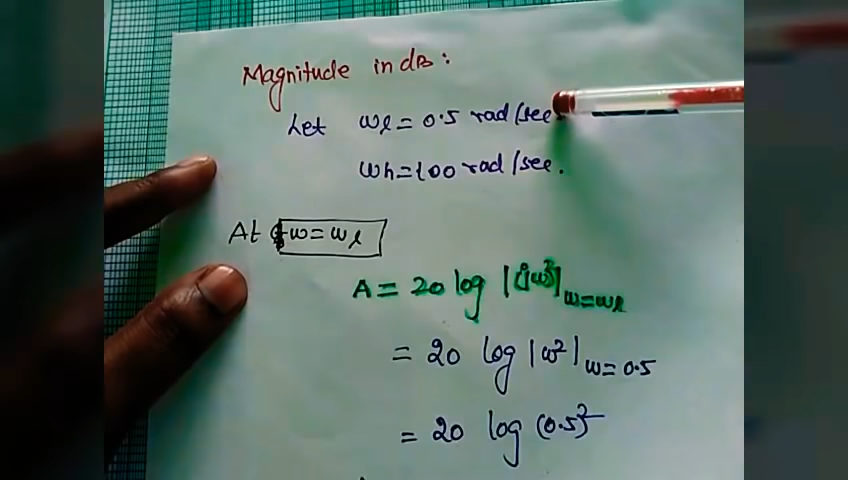 Magnitude in dB :
Let ωl = 0.5 rad/sec
ωh = 100 rad/sec.
At ω = ωl
A = 20 log |(jω)²|ω=ωl
= 20 log |ω²|ω=0.5
= 20 log (0.5)²